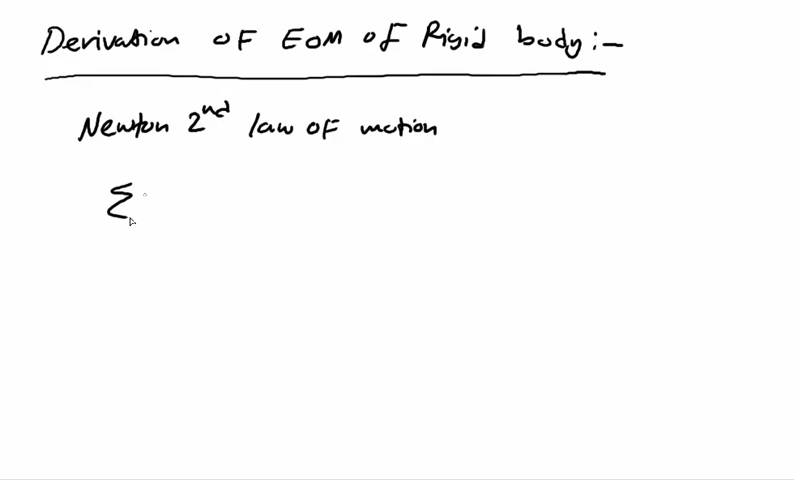 Derivation of EoM of Rigid body :-
Newton 2nd law of motion
Σ